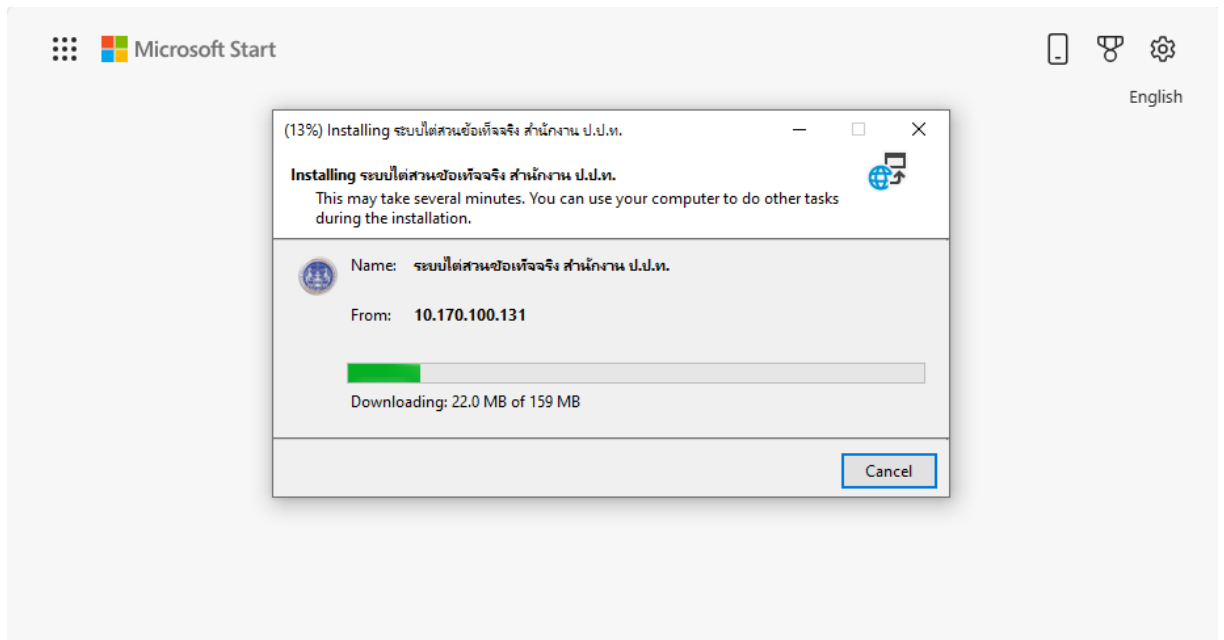 Microsoft Start
English
(13%) Installing ระบบไต่สวนข้อเท็จจริง สำนักงาน ป.ป.ท.
Installing ระบบไต่สวนข้อเท็จจริง สำนักงาน ป.ป.ท.
This may take several minutes. You can use your computer to do other tasks
during the installation.
Name: ระบบไต่สวนข้อเท็จจริง สำนักงาน ป.ป.ท.
From: 10.170.100.131
Downloading: 22.0 MB of 159 MB
Cancel